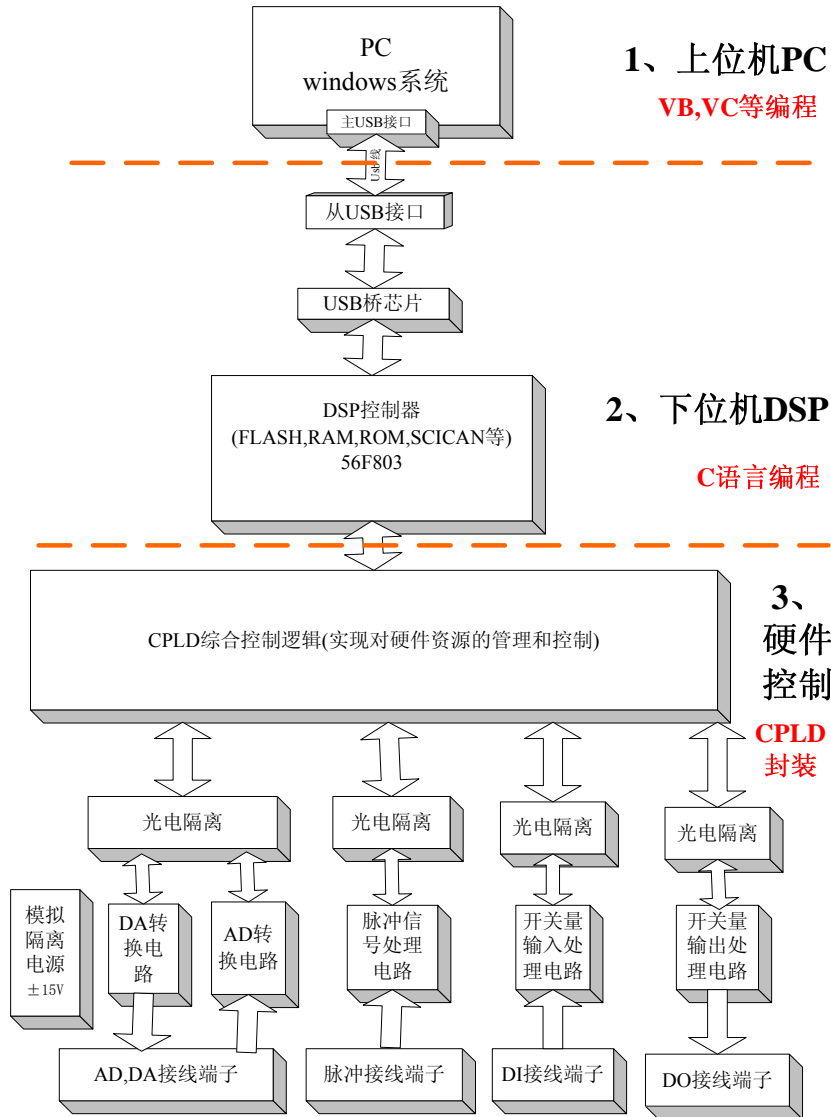 PC
windows系统
主USB接口
1、上位机PC
VB,VC等编程
Usb线
从USB接口
USB桥芯片
DSP控制器
(FLASH,RAM,ROM,SCICAN等)
56F803
2、下位机DSP
C语言编程
CPLD综合控制逻辑(实现对硬件资源的管理和控制)
3、
硬件
控制
CPLD
封装
光电隔离
光电隔离
光电隔离
光电隔离
模拟
隔离
电源
±15V
DA转
换电
路
AD转
换电路
脉冲信
号处理
电路
开关量
输入处
理电路
开关量
输出处
理电路
AD,DA接线端子
脉冲接线端子
DI接线端子
DO接线端子